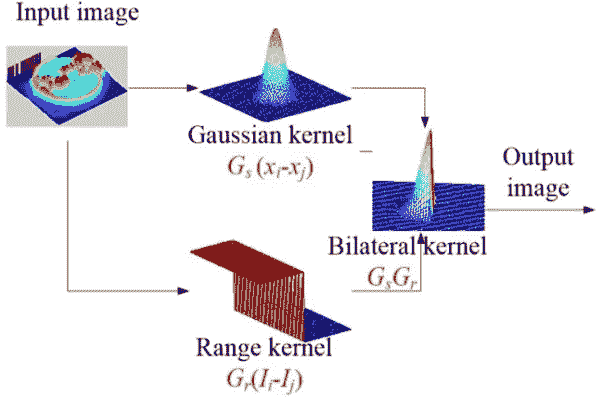 Input image
Gaussian kernel
Gₛ (xᵢ-xⱼ)
Output
image
Bilateral kernel
GₛGᵣ
Range kernel
Gᵣ(Iᵢ-Iⱼ)